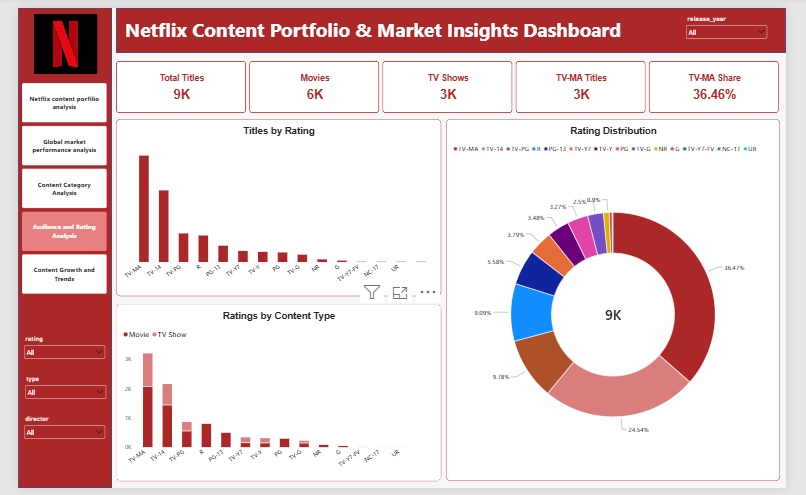 N
Netflix Content Portfolio & Market Insights Dashboard
release_year
All
Netflix content porfilio
analysis
Global market
performance analysis
Content Category
Analysis
Audience and Rating
Analysis
Content Growth and
Trends
rating
All
type
All
director
All
Total Titles
9K
Movies
6K
TV Shows
3K
TV-MA Titles
3K
TV-MA Share
36.46%
Titles by Rating
TV-MA
TV-14
TV-PG
R
PG-13
TV-Y7
TV-Y
PG
TV-G
NR
G
TV-Y7-FV
NC-17
UR
Ratings by Content Type
Movie TV Show
3K
2K
1K
0K
TV-MA
TV-14
TV-PG
R
PG-13
TV-Y7
TV-Y
PG
TV-G
NR
G
TV-Y7-FV
NC-17
UR
Rating Distribution
TV-MA TV-14 TV-PG R PG-13 TV-Y7 TV-Y PG TV-G NR G TV-Y7-FV NC-17 UR
36.47%
24.54%
9.78%
9.09%
5.58%
3.79%
3.48%
3.27%
2.5%
0.9%
9K